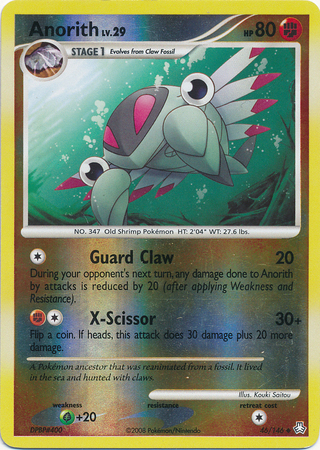 Anorith LV.29 HP 80
STAGE 1 Evolves from Claw Fossil
NO. 347 Old Shrimp Pokémon HT: 2'04" WT: 27.6 lbs.
Guard Claw 20
During your opponent's next turn, any damage done to Anorith
by attacks is reduced by 20 (after applying Weakness and
Resistance).
X-Scissor 30+
Flip a coin. If heads, this attack does 30 damage plus 20 more
damage.
A Pokémon ancestor that was reanimated from a fossil. It lived
in the sea and hunted with claws.
Illus. Kouki Saitou
weakness resistance retreat cost
+20
DPBP#400 ©2008 Pokémon/Nintendo 46/146